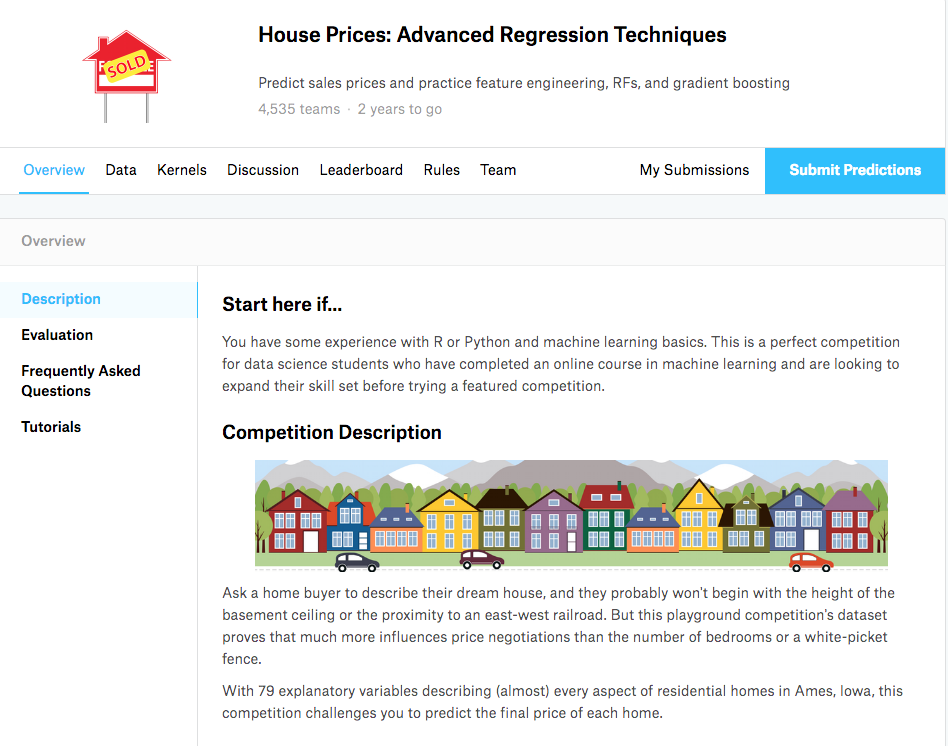 SOLD
House Prices: Advanced Regression Techniques
Predict sales prices and practice feature engineering, RFs, and gradient boosting
4,535 teams · 2 years to go
Overview Data Kernels Discussion Leaderboard Rules Team My Submissions Submit Predictions
Overview
Description
Evaluation
Frequently Asked
Questions
Tutorials
Start here if...
You have some experience with R or Python and machine learning basics. This is a perfect competition
for data science students who have completed an online course in machine learning and are looking to
expand their skill set before trying a featured competition.
Competition Description
Ask a home buyer to describe their dream house, and they probably won't begin with the height of the
basement ceiling or the proximity to an east-west railroad. But this playground competition's dataset
proves that much more influences price negotiations than the number of bedrooms or a white-picket
fence.
With 79 explanatory variables describing (almost) every aspect of residential homes in Ames, Iowa, this
competition challenges you to predict the final price of each home.